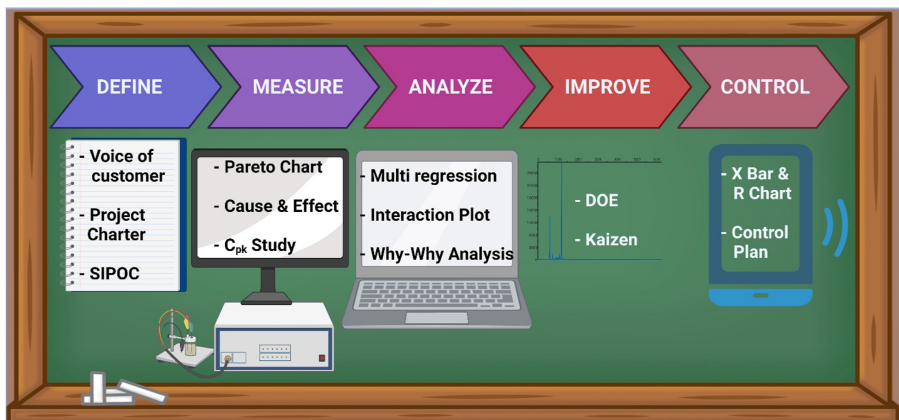 DEFINE
MEASURE
ANALYZE
IMPROVE
CONTROL
- Voice of
customer
- Project
Charter
- SIPOC
- Pareto Chart
- Cause & Effect
- Cpk Study
- Multi regression
- Interaction Plot
- Why-Why Analysis
- DOE
- Kaizen
- X Bar &
R Chart
- Control
Plan